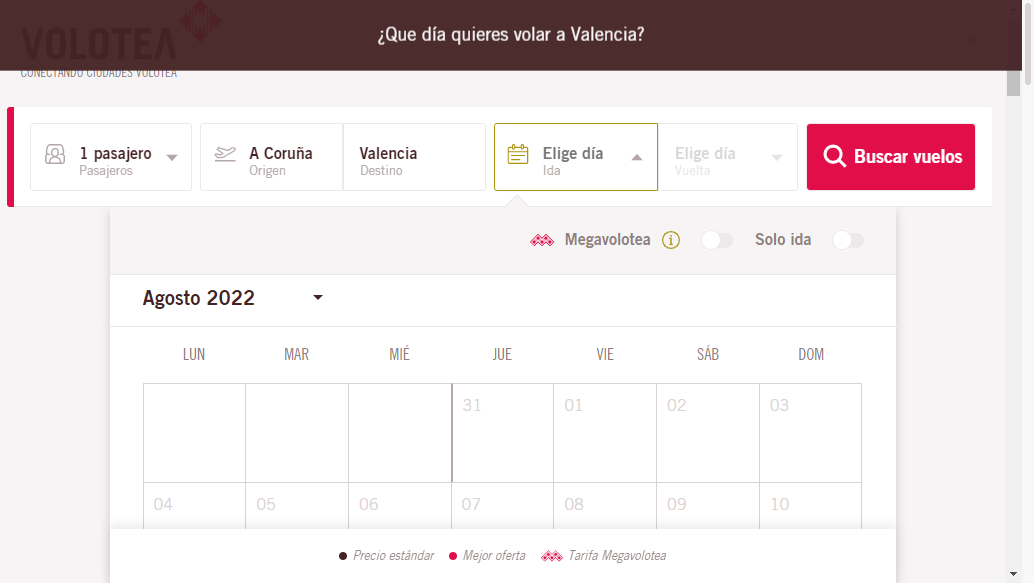 ¿Que día quieres volar a Valencia?
VOLOTEA
CONECTANDO CIUDADES VOLOTEA
1 pasajero
Pasajeros
A Coruña
Origen
Valencia
Destino
Elige día
Ida
Elige día
Vuelta
Buscar vuelos
Megavolotea
Solo ida
Agosto 2022
LUN MAR MIÉ JUE VIE SÁB DOM
31 01 02 03
04 05 06 07 08 09 10
Precio estándar Mejor oferta Tarifa Megavolotea